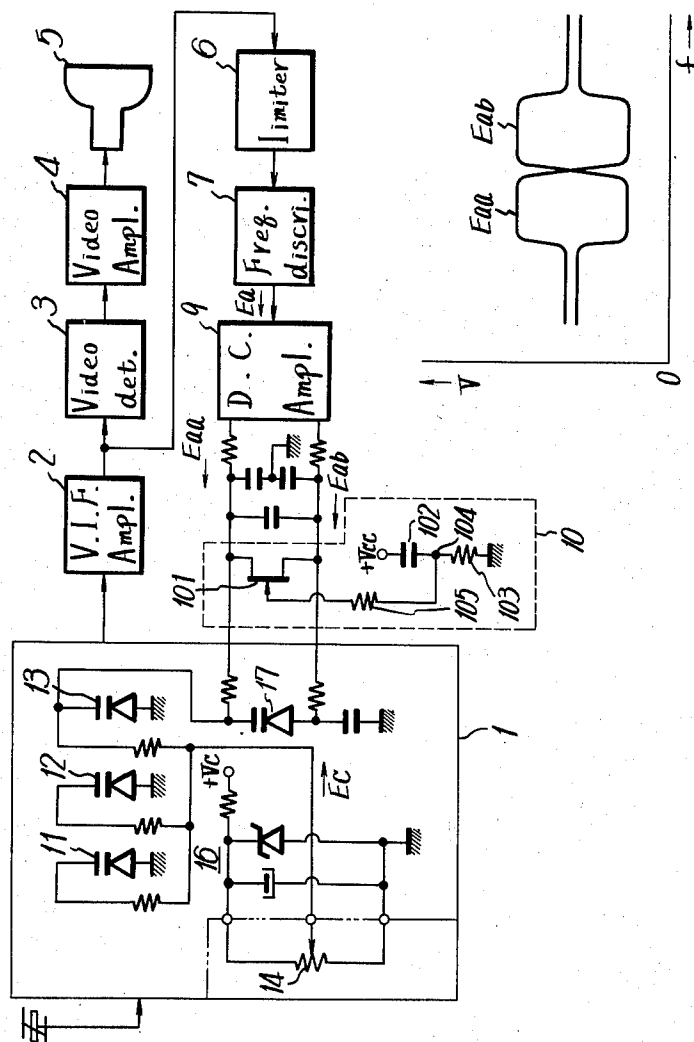 1
2
V.I.F. Ampl.
3
Video det.
4
Video Ampl.
5
6
limiter
7
Freq. discri.
Ea
9
D.C. Ampl.
Eaa
Eab
10
101
+Vcc
102
104
103
105
11
12
13
17
16
+Vc
Ec
14
V
Eaa
Eab
0
f